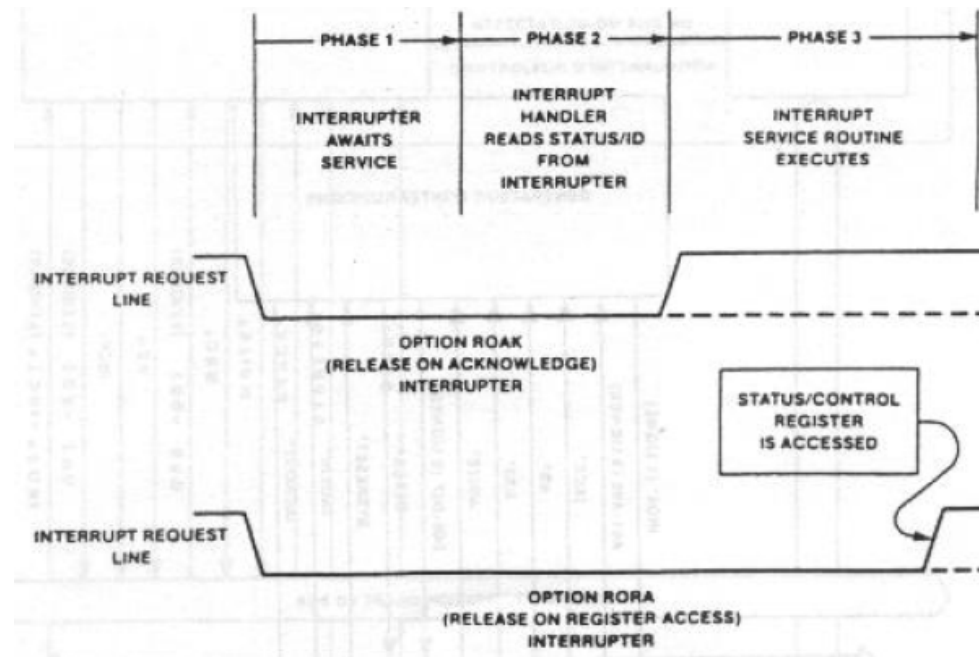 PHASE 1
PHASE 2
PHASE 3
INTERRUPTER
AWAITS
SERVICE
INTERRUPT
HANDLER
READS STATUS/ID
FROM
INTERRUPTER
INTERRUPT
SERVICE ROUTINE
EXECUTES
INTERRUPT REQUEST
LINE
OPTION ROAK
(RELEASE ON ACKNOWLEDGE)
INTERRUPTER
STATUS/CONTROL
REGISTER
IS ACCESSED
INTERRUPT REQUEST
LINE
OPTION RORA
(RELEASE ON REGISTER ACCESS)
INTERRUPTER